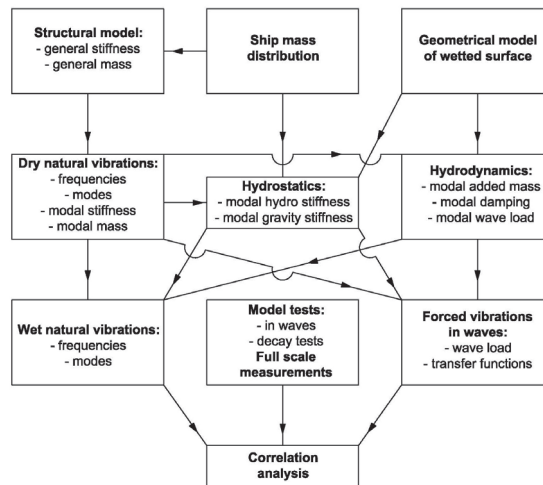 Structural model:
- general stiffness
- general mass
Ship mass
distribution
Geometrical model
of wetted surface
Dry natural vibrations:
- frequencies
- modes
- modal stiffness
- modal mass
Hydrostatics:
- modal hydro stiffness
- modal gravity stiffness
Hydrodynamics:
- modal added mass
- modal damping
- modal wave load
Wet natural vibrations:
- frequencies
- modes
Model tests:
- in waves
- decay tests
Full scale
measurements
Forced vibrations
in waves:
- wave load
- transfer functions
Correlation
analysis